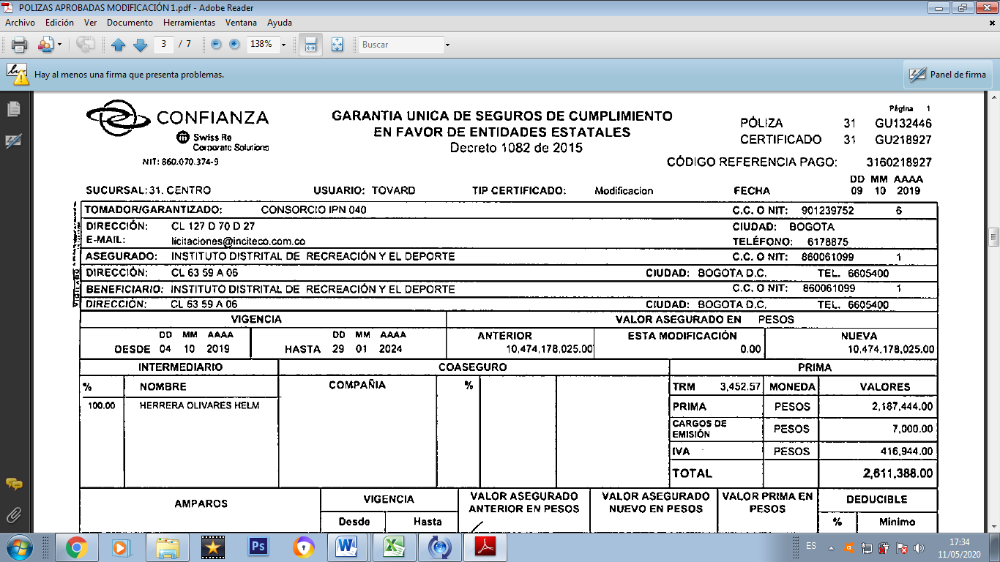 POLIZAS APROBADAS MODIFICACIÓN 1.pdf - Adobe Reader
Archivo Edición Ver Documento Herramientas Ventana Ayuda
3 / 7 138% Buscar
Hay al menos una firma que presenta problemas. Panel de firma
Página 1
CONFIANZA
Swiss Re
Corporate Solutions
NIT: 860.070.374-9
GARANTIA UNICA DE SEGUROS DE CUMPLIMIENTO
EN FAVOR DE ENTIDADES ESTATALES
Decreto 1082 de 2015
PÓLIZA 31 GU132446
CERTIFICADO 31 GU218927
CÓDIGO REFERENCIA PAGO: 3160218927
DD MM AAAA
SUCURSAL: 31. CENTRO USUARIO: TOVARD TIP CERTIFICADO: Modificacion FECHA 09 10 2019
TOMADOR/GARANTIZADO: CONSORCIO IPN 040 C.C. O NIT: 901239752 6
DIRECCIÓN: CL 127 D 70 D 27 CIUDAD: BOGOTA
E-MAIL: licitaciones@inciteco.com.co TELÉFONO: 6178875
ASEGURADO: INSTITUTO DISTRITAL DE RECREACIÓN Y EL DEPORTE C.C. O NIT: 860061099 1
DIRECCIÓN: CL 63 59 A 06 CIUDAD: BOGOTA D.C. TEL. 6605400
BENEFICIARIO: INSTITUTO DISTRITAL DE RECREACIÓN Y EL DEPORTE C.C. O NIT: 860061099 1
DIRECCIÓN: CL 63 59 A 06 CIUDAD: BOGOTA D.C. TEL. 6605400
VIGENCIA VALOR ASEGURADO EN PESOS
DD MM AAAA DD MM AAAA ANTERIOR ESTA MODIFICACIÓN NUEVA
DESDE 04 10 2019 HASTA 29 01 2024 10,474,178,025.00 0.00 10,474,178,025.00
INTERMEDIARIO COASEGURO PRIMA
% NOMBRE COMPAÑIA % TRM 3,452.57 MONEDA VALORES
100.00 HERRERA OLIVARES HELM PRIMA PESOS 2,187,444.00
CARGOS DE
EMISIÓN PESOS 7,000.00
IVA PESOS 416,944.00
TOTAL 2,611,388.00
AMPAROS VIGENCIA VALOR ASEGURADO
ANTERIOR EN PESOS VALOR ASEGURADO
NUEVO EN PESOS VALOR PRIMA EN
PESOS DEDUCIBLE
Desde Hasta % Minimo
ES 17:34
11/05/2020